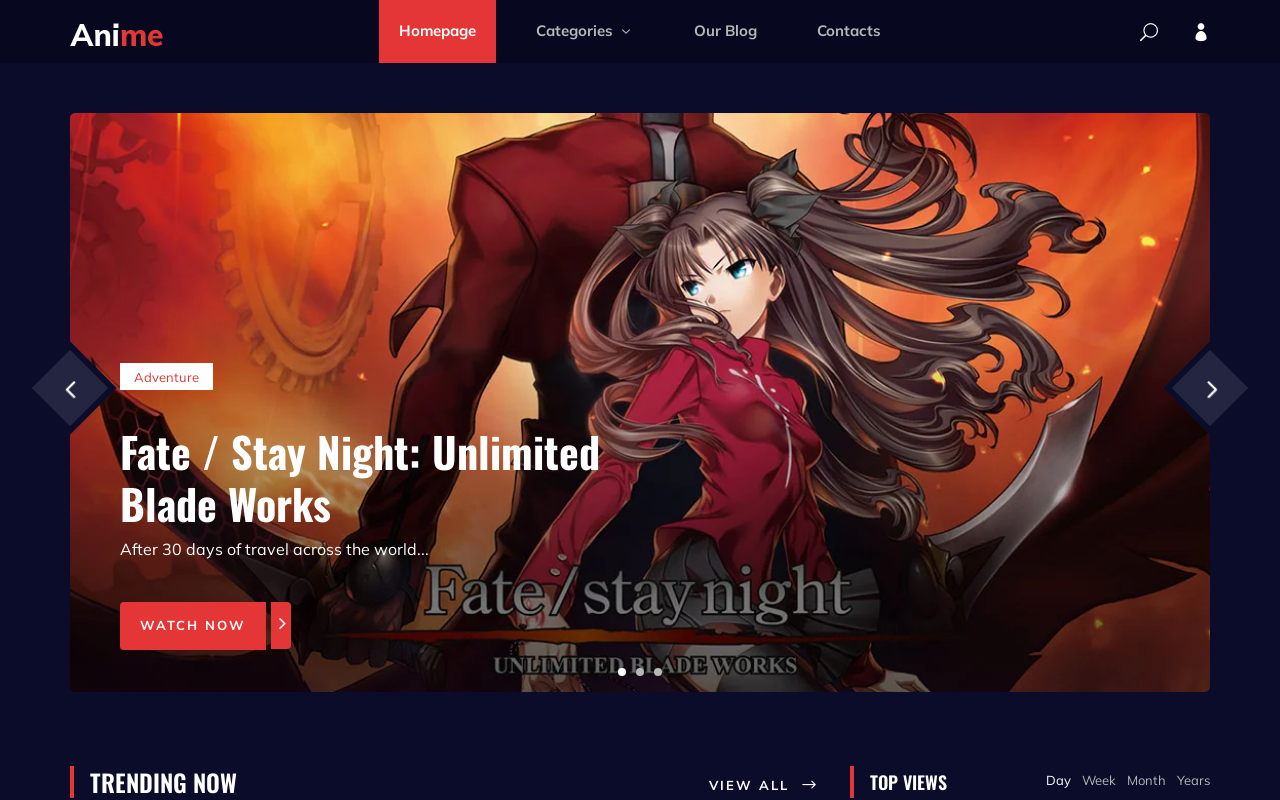 Anime
Homepage
Categories
Our Blog
Contacts
Adventure
Fate / Stay Night: Unlimited
Blade Works
After 30 days of travel across the world...
WATCH NOW
Fate/stay night
UNLIMITED BLADE WORKS
TRENDING NOW
VIEW ALL
TOP VIEWS
Day Week Month Years